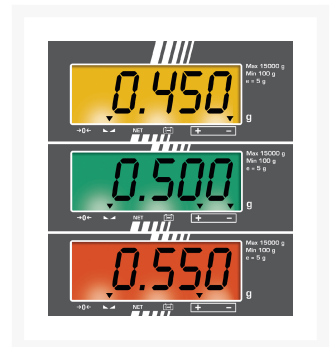 Max 15000 g
Min 100 g
e = 5 g
0.450
g
→0← NET + −
Max 15000 g
Min 100 g
e = 5 g
0.500
g
→0← NET + −
Max 15000 g
Min 100 g
e = 5 g
0.550
g
→0← NET + −